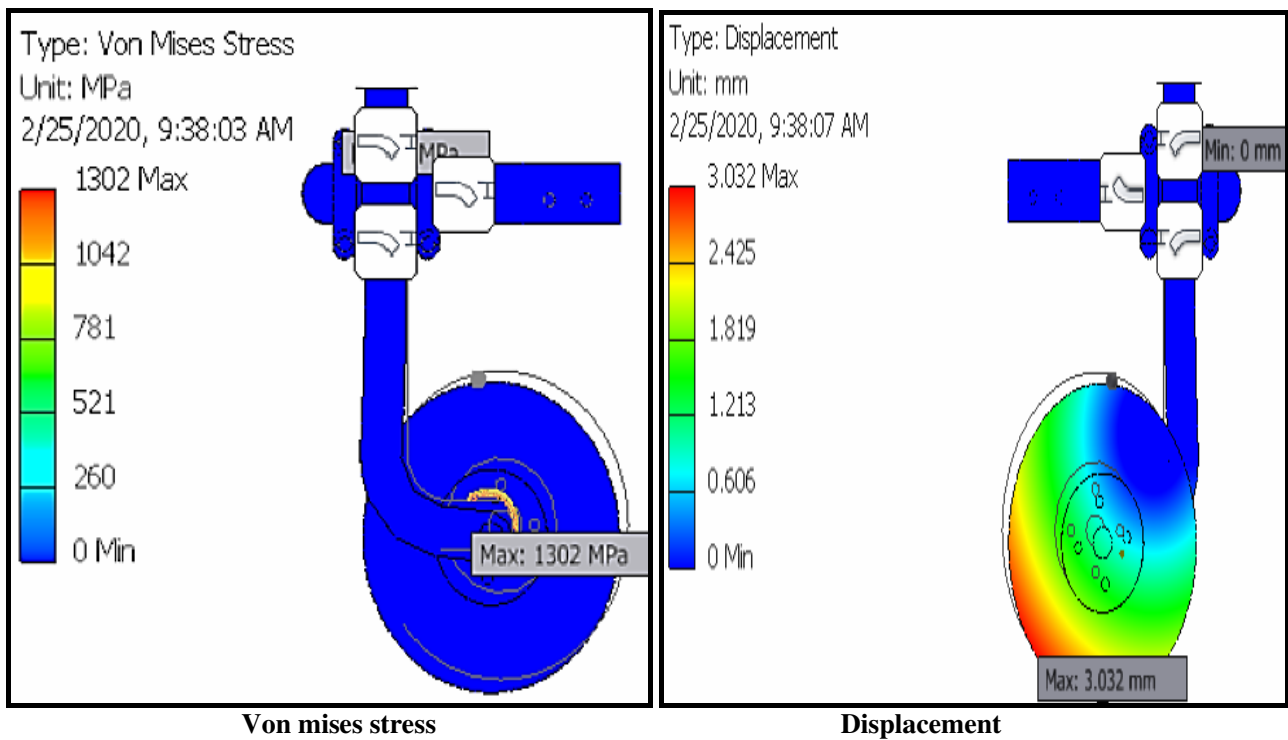 Type: Von Mises Stress
Unit: MPa
2/25/2020, 9:38:03 AM
1302 Max
1042
781
521
260
0 Min
MPa
Max: 1302 MPa
Type: Displacement
Unit: mm
2/25/2020, 9:38:07 AM
3.032 Max
2.425
1.819
1.213
0.606
0 Min
Min: 0 mm
Max: 3.032 mm
Von mises stress
Displacement